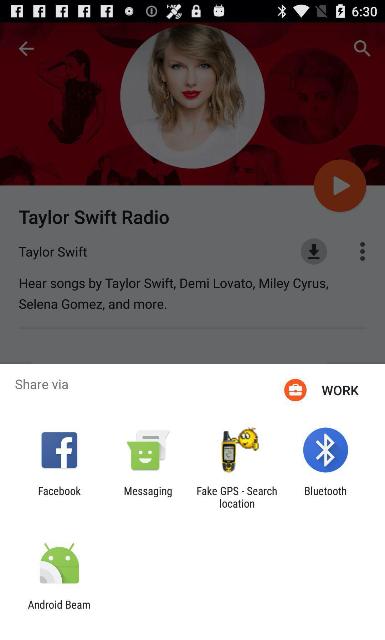 6:30
Taylor Swift Radio
Taylor Swift
Hear songs by Taylor Swift, Demi Lovato, Miley Cyrus,
Selena Gomez, and more.
Share via
WORK
Facebook
Messaging
Fake GPS - Search
location
Bluetooth
Android Beam